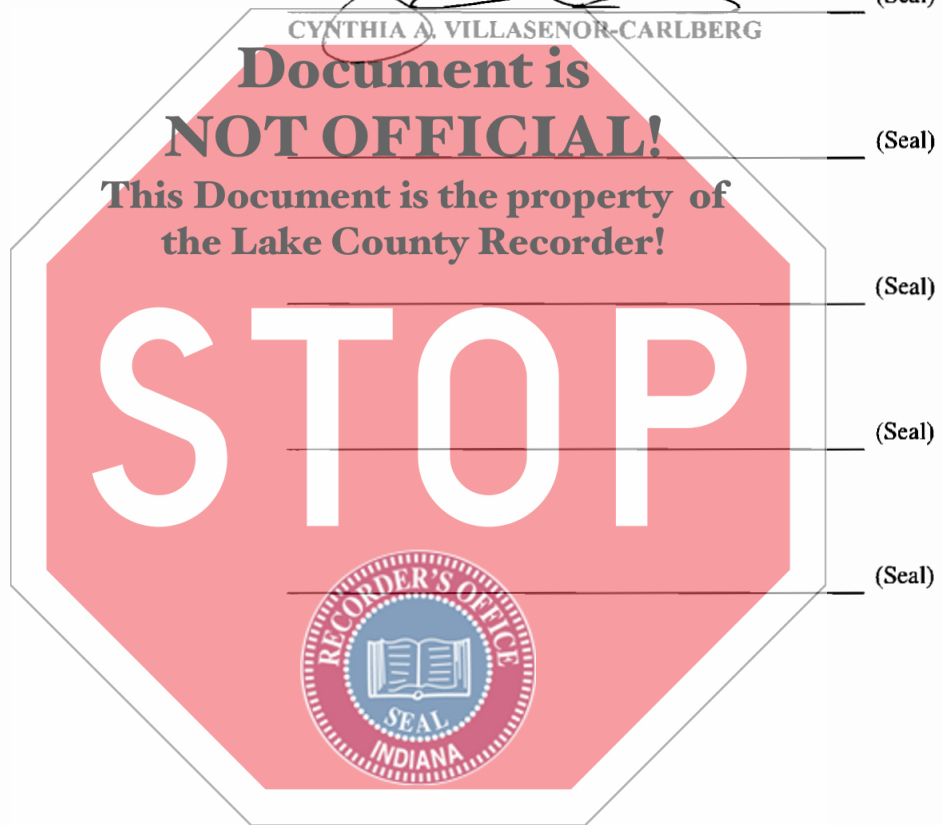 (Seal)
CYNTHIA A. VILLASENOR-CARLBERG
Document is
NOT OFFICIAL!
(Seal)
This Document is the property of
the Lake County Recorder!
(Seal)
STOP
(Seal)
(Seal)
RECORDER'S OFFICE
SEAL
INDIANA